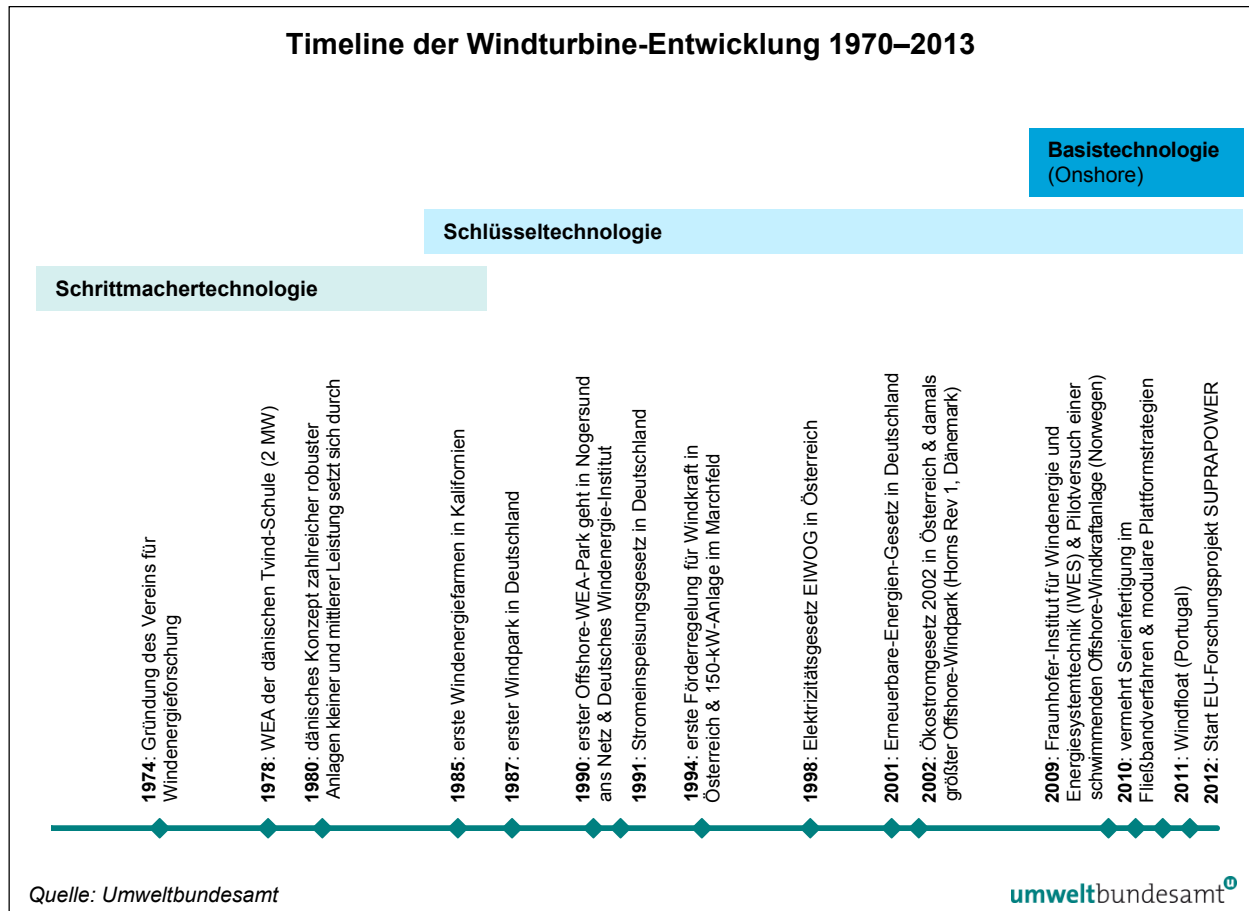 Timeline der Windturbine-Entwicklung 1970–2013
Basistechnologie
(Onshore)
Schlüsseltechnologie
Schrittmachertechnologie
1974: Gründung des Vereins für
Windenergieforschung
1978: WEA der dänischen Tvind-Schule (2 MW)
1980: dänisches Konzept zahlreicher robuster
Anlagen kleiner und mittlerer Leistung setzt sich durch
1985: erste Windenergiefarmen in Kalifornien
1987: erster Windpark in Deutschland
1990: erster Offshore-WEA-Park geht in Nogersund
ans Netz & Deutsches Windenergie-Institut
1991: Stromeinspeisungsgesetz in Deutschland
1994: erste Förderregelung für Windkraft in
Österreich & 150-kW-Anlage im Marchfeld
1998: Elektrizitätsgesetz ElWOG in Österreich
2001: Erneuerbare-Energien-Gesetz in Deutschland
2002: Ökostromgesetz 2002 in Österreich & damals
größter Offshore-Windpark (Horns Rev 1, Dänemark)
2009: Fraunhofer-Institut für Windenergie und
Energiesystemtechnik (IWES) & Pilotversuch einer
schwimmenden Offshore-Windkraftanlage (Norwegen)
2010: vermehrt Serienfertigung im
Fließbandverfahren & modulare Plattformstrategien
2011: Windfloat (Portugal)
2012: Start EU-Forschungsprojekt SUPRAPOWER
Quelle: Umweltbundesamt
umweltbundesamt u